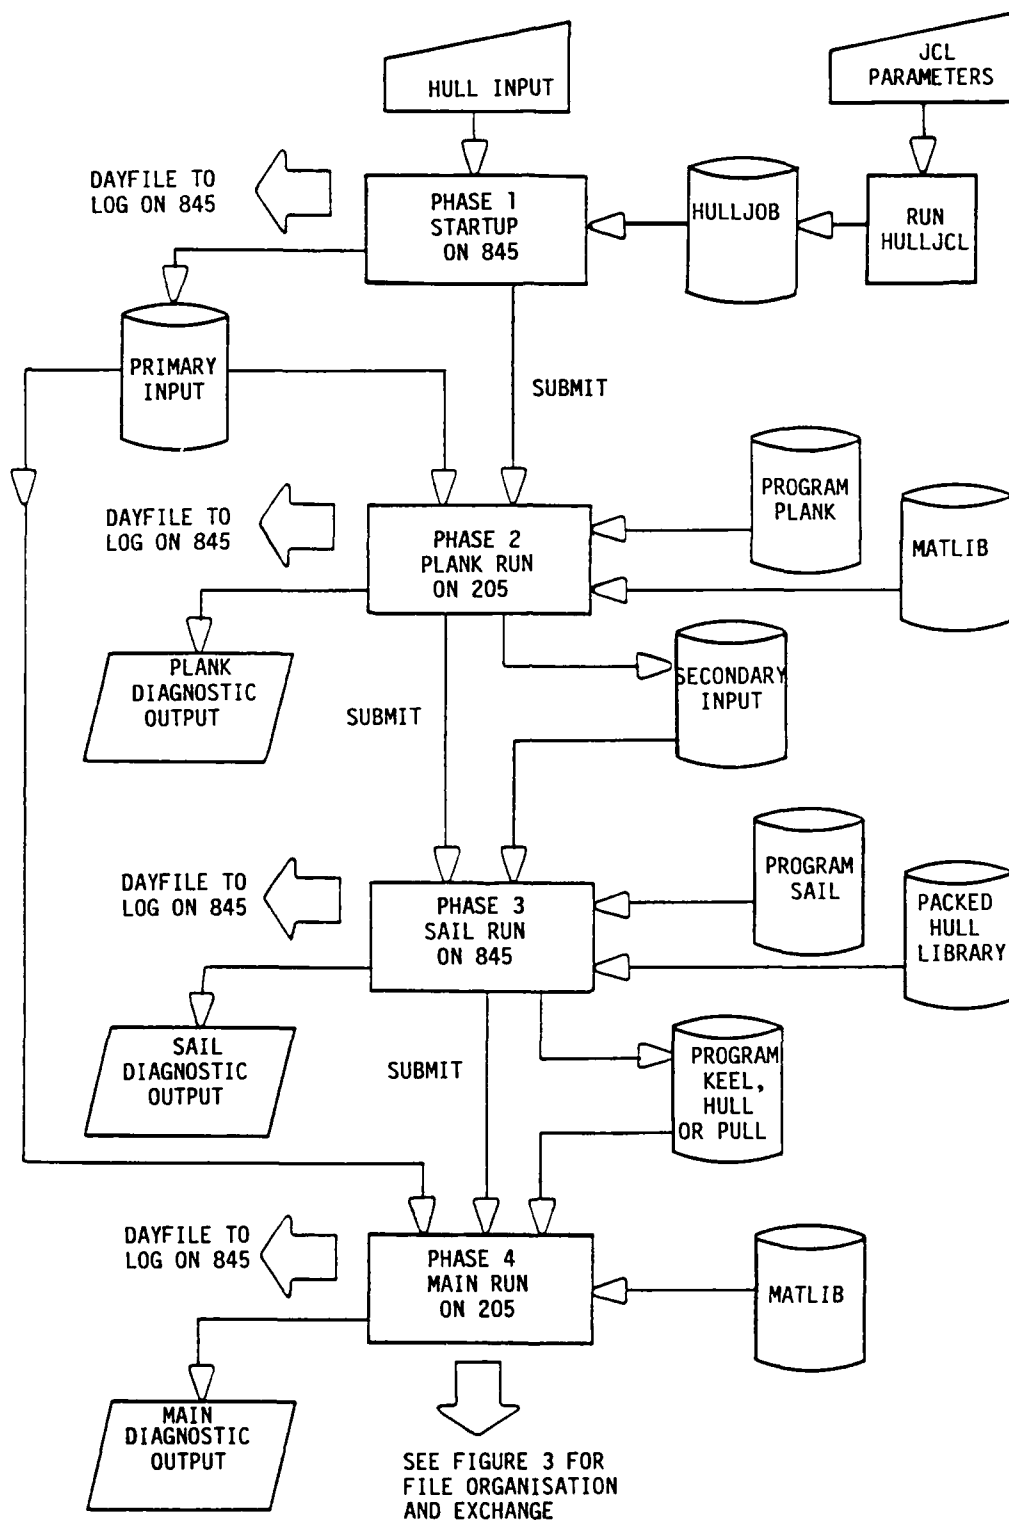 HULL INPUT
JCL
PARAMETERS
DAYFILE TO
LOG ON 845
PHASE 1
STARTUP
ON 845
HULLJOB
RUN
HULLJCL
PRIMARY
INPUT
SUBMIT
DAYFILE TO
LOG ON 845
PHASE 2
PLANK RUN
ON 205
PROGRAM
PLANK
MATLIB
PLANK
DIAGNOSTIC
OUTPUT
SUBMIT
SECONDARY
INPUT
DAYFILE TO
LOG ON 845
PHASE 3
SAIL RUN
ON 845
PROGRAM
SAIL
PACKED
HULL
LIBRARY
SAIL
DIAGNOSTIC
OUTPUT
SUBMIT
PROGRAM
KEEL,
HULL
OR PULL
DAYFILE TO
LOG ON 845
PHASE 4
MAIN RUN
ON 205
MATLIB
MAIN
DIAGNOSTIC
OUTPUT
SEE FIGURE 3 FOR
FILE ORGANISATION
AND EXCHANGE